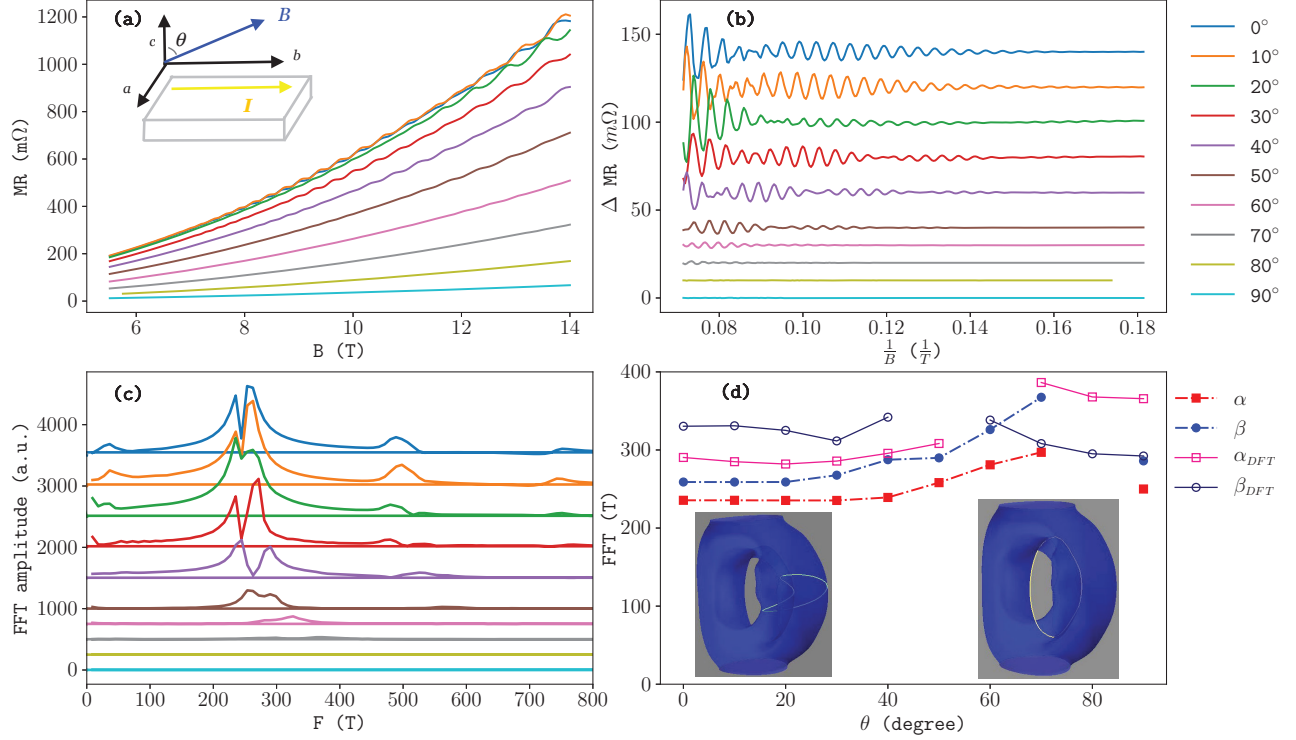 (a)
c
θ
B
b
a
I
1200
1000
800
600
400
200
0
MR (mΩ)
6
8
10
12
14
B (T)
(b)
150
100
50
0
Δ MR (mΩ)
0.08
0.10
0.12
0.14
0.16
0.18
1/B (1/T)
0°
10°
20°
30°
40°
50°
60°
70°
80°
90°
(c)
4000
3000
2000
1000
0
FFT amplitude (a.u.)
0
100
200
300
400
500
600
700
800
F (T)
(d)
400
300
200
100
0
FFT (T)
0
20
40
60
80
θ (degree)
α
β
α_DFT
β_DFT